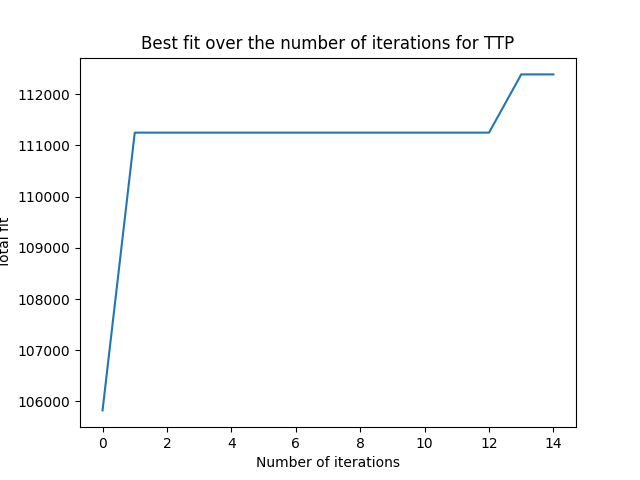 Best fit over the number of iterations for TTP
Total fit
112000
111000
110000
109000
108000
107000
106000
0 2 4 6 8 10 12 14
Number of iterations